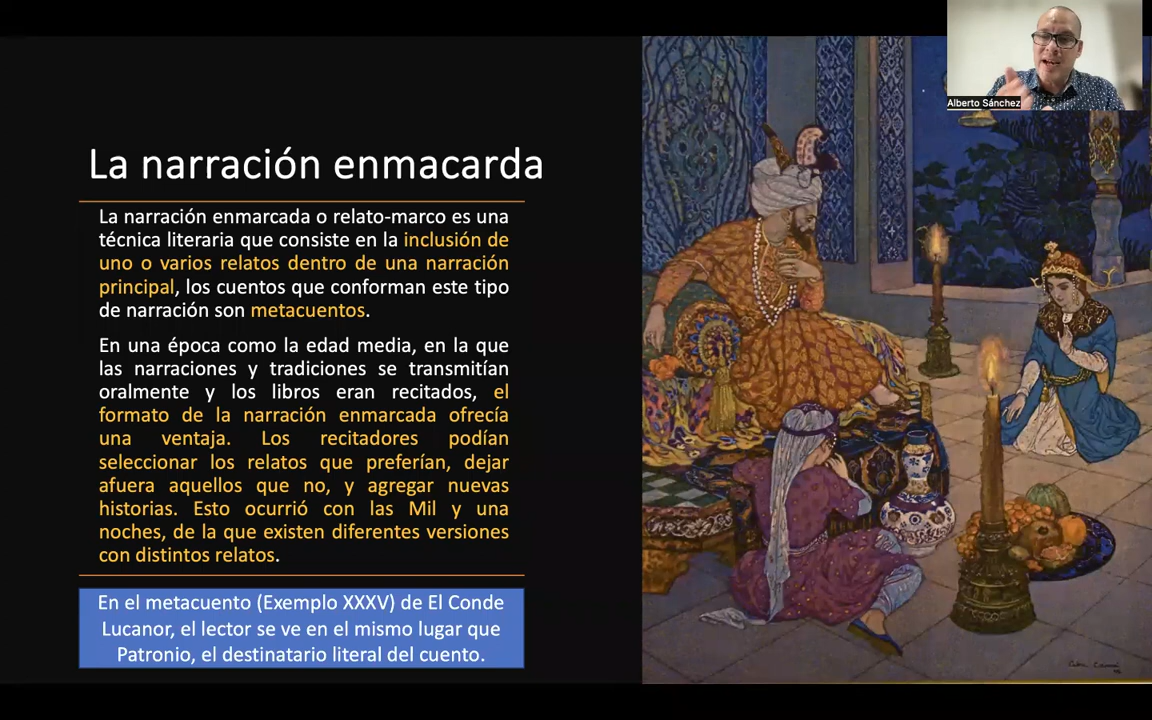 Alberto Sánchez
La narración enmacarda
La narración enmarcada o relato-marco es una
técnica literaria que consiste en la inclusión de
uno o varios relatos dentro de una narración
principal, los cuentos que conforman este tipo
de narración son metacuentos.
En una época como la edad media, en la que
las narraciones y tradiciones se transmitían
oralmente y los libros eran recitados, el
formato de la narración enmarcada ofrecía
una ventaja. Los recitadores podían
seleccionar los relatos que preferían, dejar
afuera aquellos que no, y agregar nuevas
historias. Esto ocurrió con las Mil y una
noches, de la que existen diferentes versiones
con distintos relatos.
En el metacuento (Exemplo XXXV) de El Conde
Lucanor, el lector se ve en el mismo lugar que
Patronio, el destinatario literal del cuento.